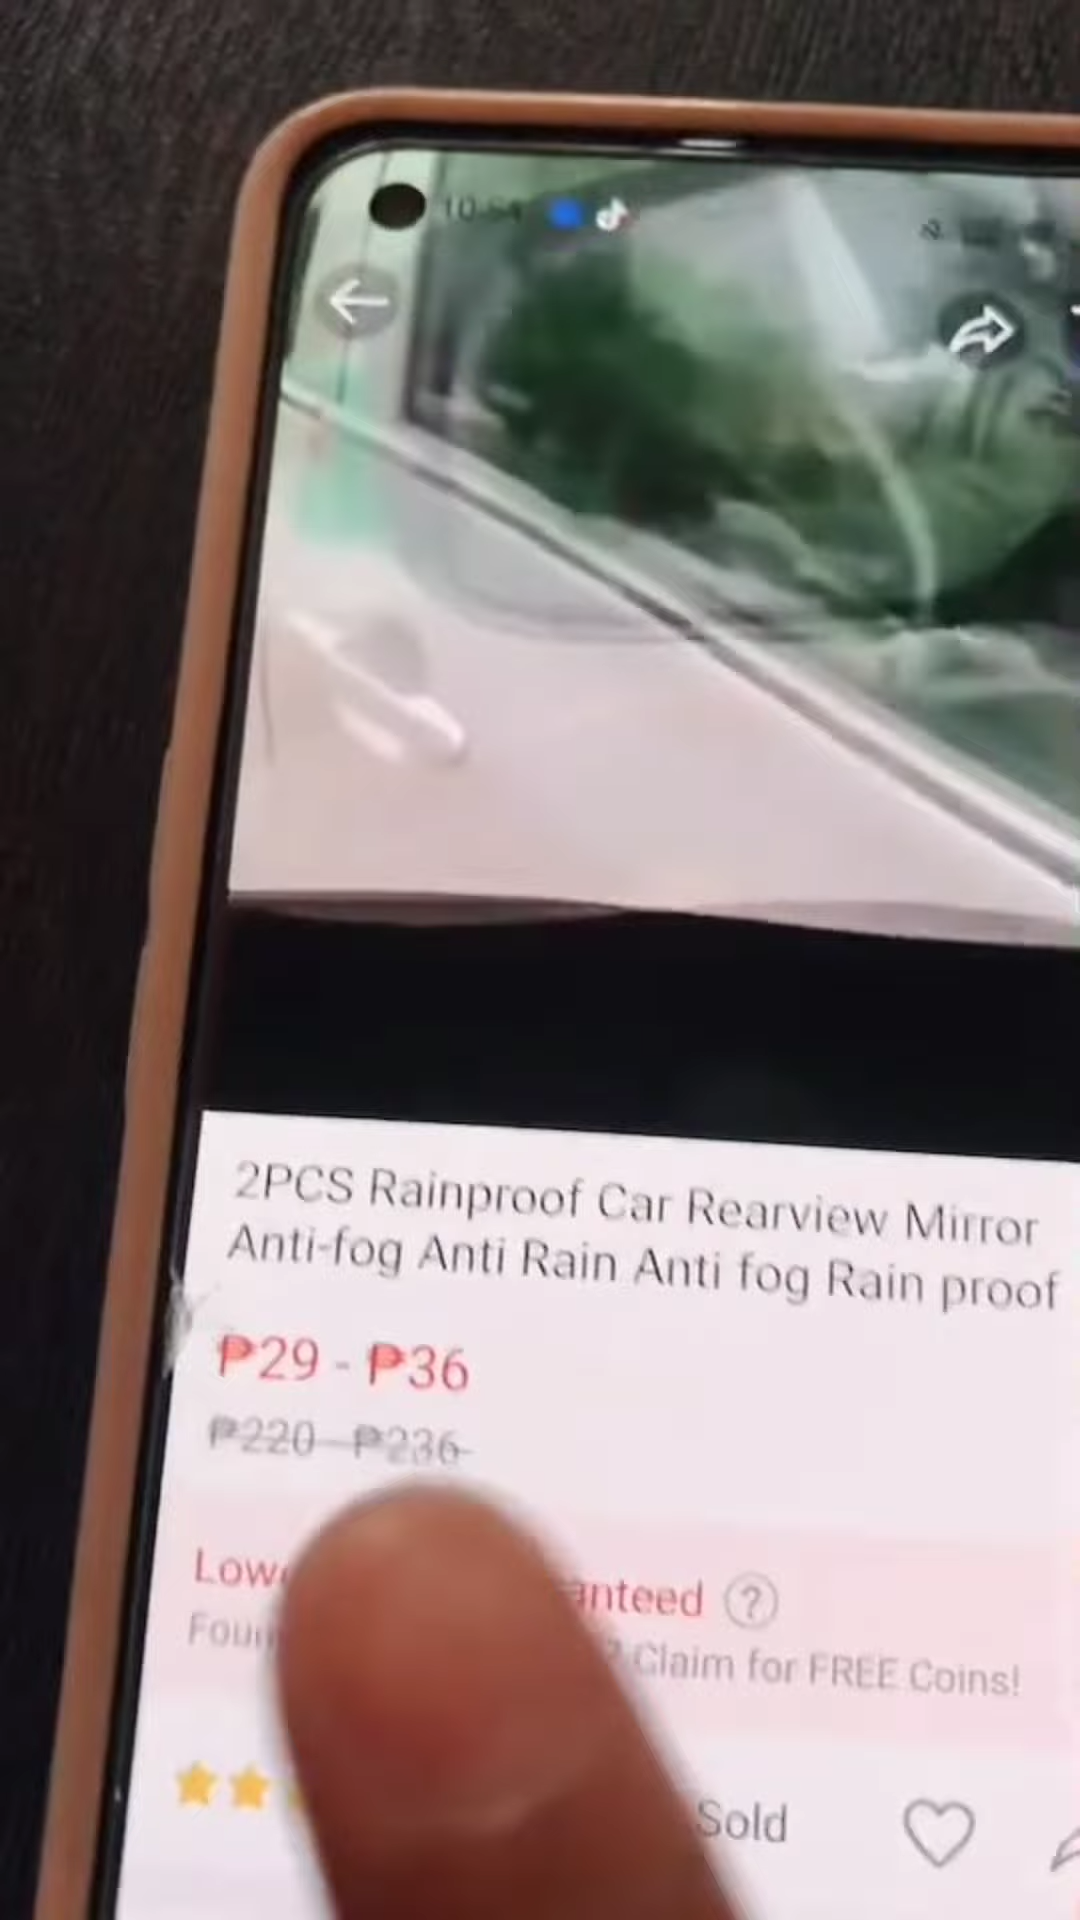 2PCS Rainproof Car Rearview Mirror
Anti-fog Anti Rain Anti fog Rain proof
₱29 - ₱36
₱220 - ₱236
?
Claim for FREE Coins!
Sold